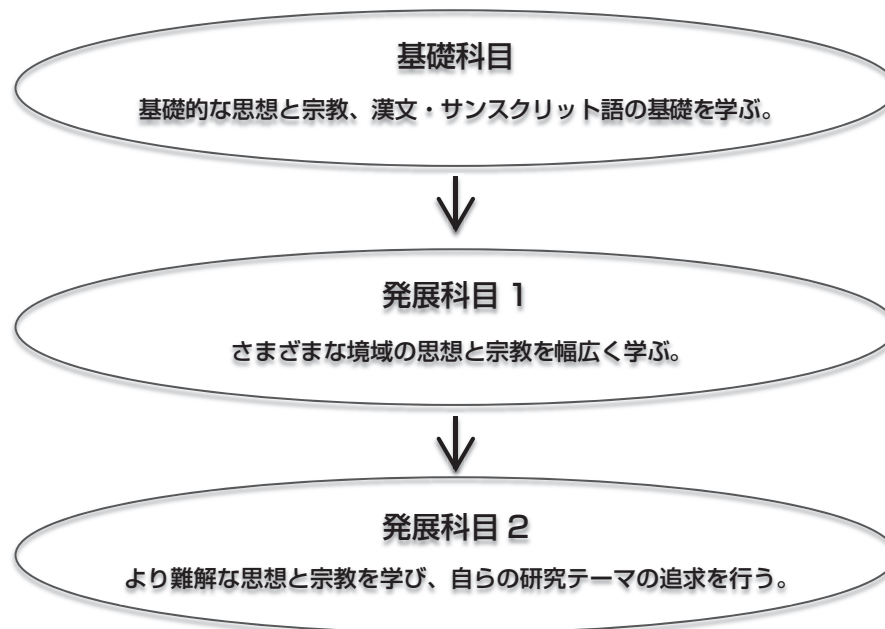 基礎科目
基礎的な思想と宗教、漢文・サンスクリット語の基礎を学ぶ。
発展科目 1
さまざまな境域の思想と宗教を幅広く学ぶ。
発展科目 2
より難解な思想と宗教を学び、自らの研究テーマの追求を行う。